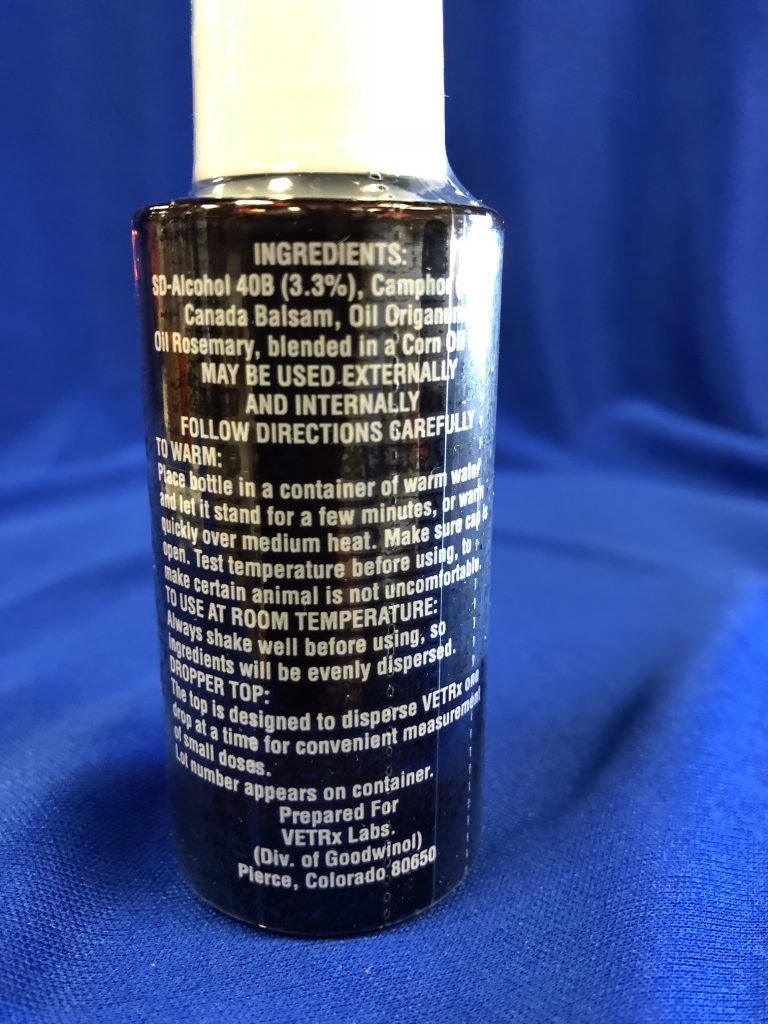 INGREDIENTS:
SD-Alcohol 40B (3.3%), Camphor
Canada Balsam, Oil Origanum
Oil Rosemary, blended in a Corn Oil
MAY BE USED EXTERNALLY
AND INTERNALLY
FOLLOW DIRECTIONS CAREFULLY
TO WARM:
Place bottle in a container of warm water
and let it stand for a few minutes, or warm
quickly over medium heat. Make sure cap is
open. Test temperature before using, to
make certain animal is not uncomfortable.
TO USE AT ROOM TEMPERATURE:
Always shake well before using, so
ingredients will be evenly dispersed.
DROPPER TOP:
The top is designed to disperse VETRx one
drop at a time for convenient measurement
of small doses.
Lot number appears on container.
Prepared For
VETRx Labs.
(Div. of Goodwinol)
Pierce, Colorado 80650